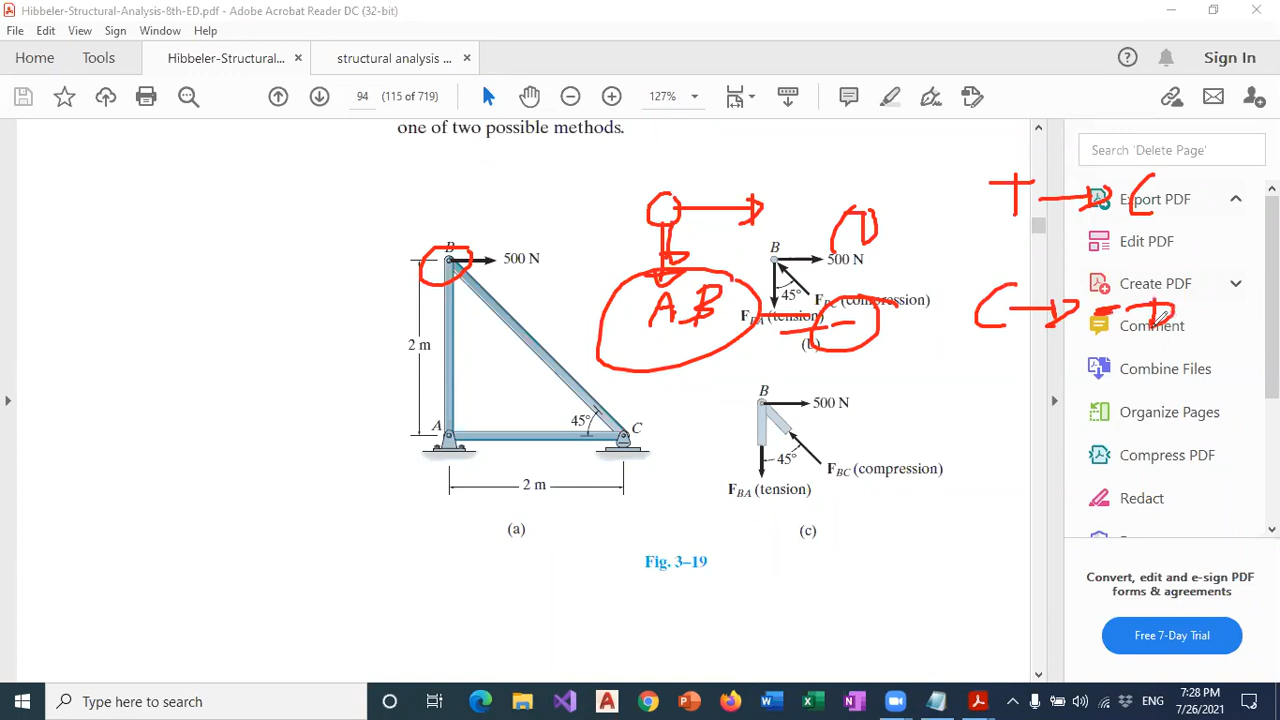 Hibbeler-Structural-Analysis-8th-ED.pdf - Adobe Acrobat Reader DC (32-bit)
File Edit View Sign Window Help
Home Tools Hibbeler-Structural... × structural analysis ... × Sign In
94 (115 of 719) 127%
one of two possible methods.
Search 'Delete Page'
T → C
Export PDF
Edit PDF
Create PDF
Comment
Combine Files
Organize Pages
Compress PDF
Redact
Convert, edit and e-sign PDF
forms & agreements
Free 7-Day Trial
B
500 N
2 m
45°
A
C
2 m
(a)
A B
B
500 N
45°
(compression)
(tension)
(b)
B
500 N
45°
F BC (compression)
F BA (tension)
(c)
Fig. 3–19
Type here to search
ENG
7:28 PM
7/26/2021